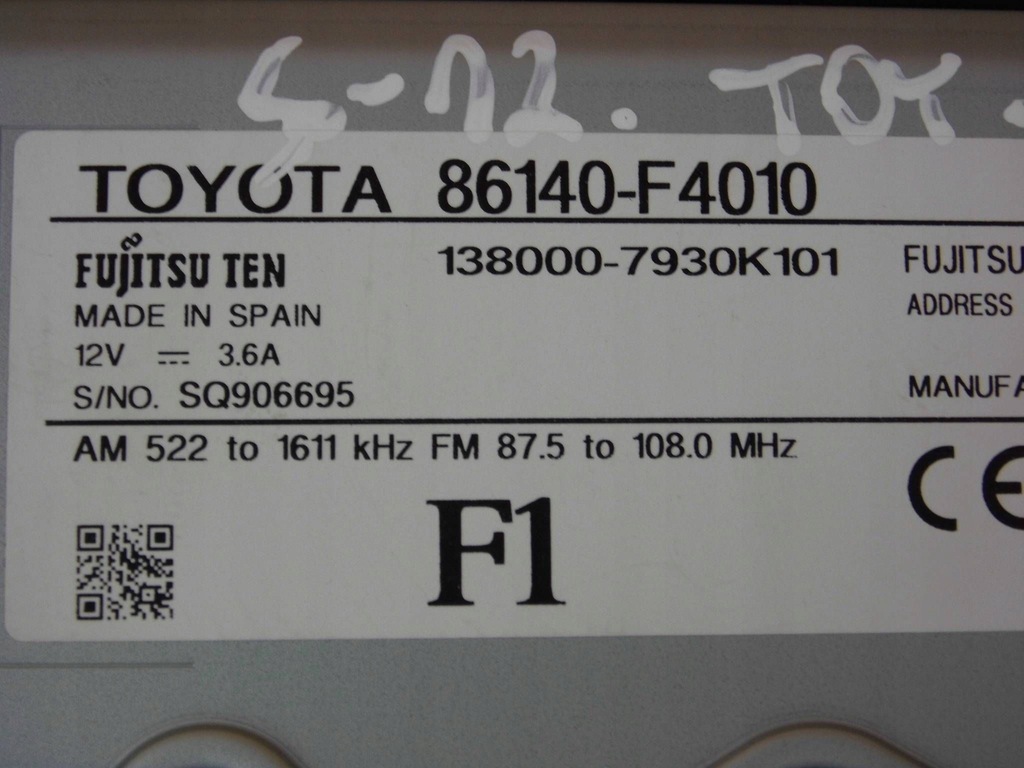 TOY
TOYOTA 86140-F4010
FUJITSU TEN 138000-7930K101 FUJITSU
MADE IN SPAIN ADDRESS
12V ⎓ 3.6A
S/NO. SQ906695 MANUFA
AM 522 to 1611 kHz FM 87.5 to 108.0 MHz
CE
F1